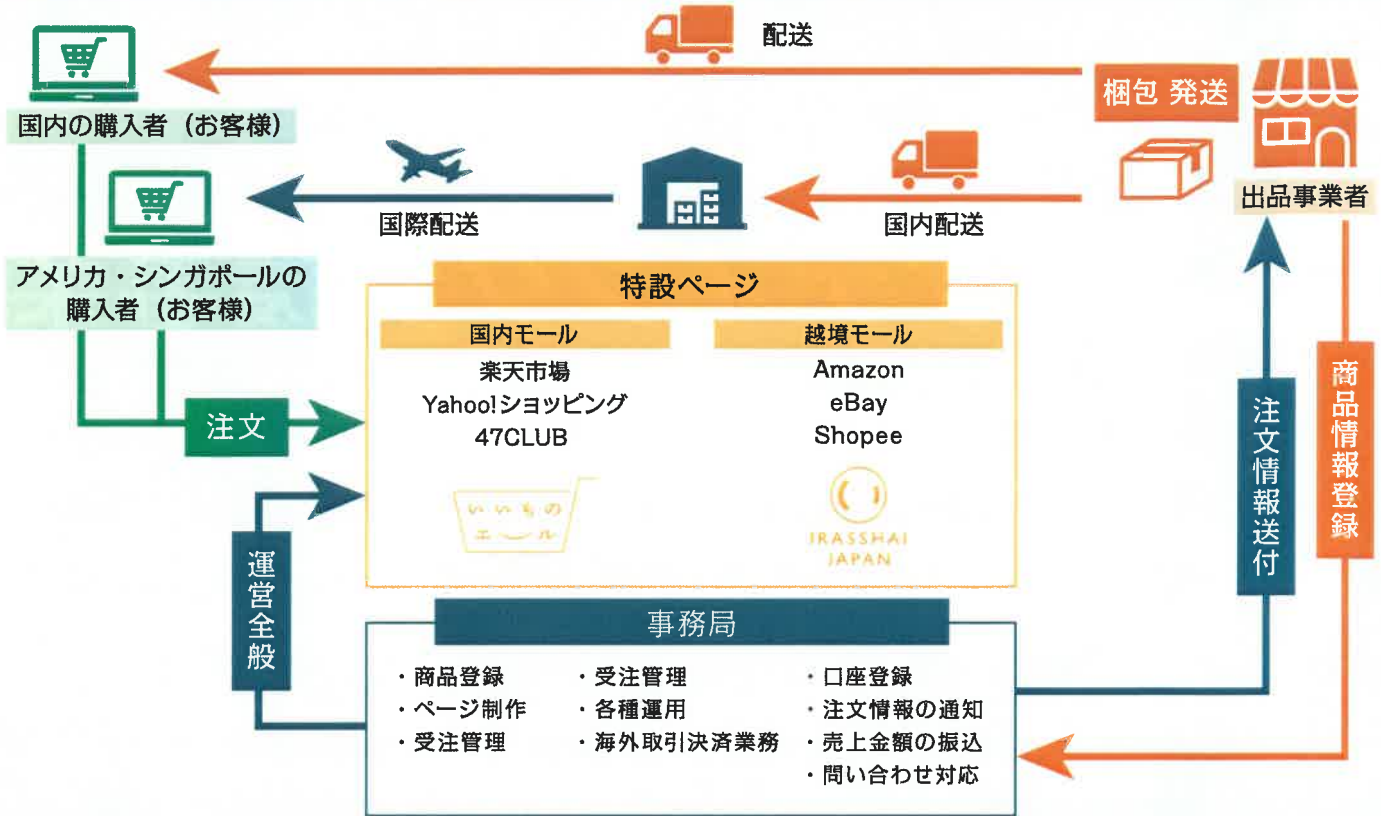 配送
梱包 発送
国内の購入者（お客様）
国際配送
国内配送
出品事業者
アメリカ・シンガポールの
購入者（お客様）
特設ページ
国内モール
越境モール
楽天市場
Yahoo!ショッピング
47CLUB
Amazon
eBay
Shopee
いいもの
エール
IRASSHAI
JAPAN
注文
運営全般
注文情報送付
商品情報登録
事務局
・商品登録
・ページ制作
・受注管理
・受注管理
・各種運用
・海外取引決済業務
・口座登録
・注文情報の通知
・売上金額の振込
・問い合わせ対応